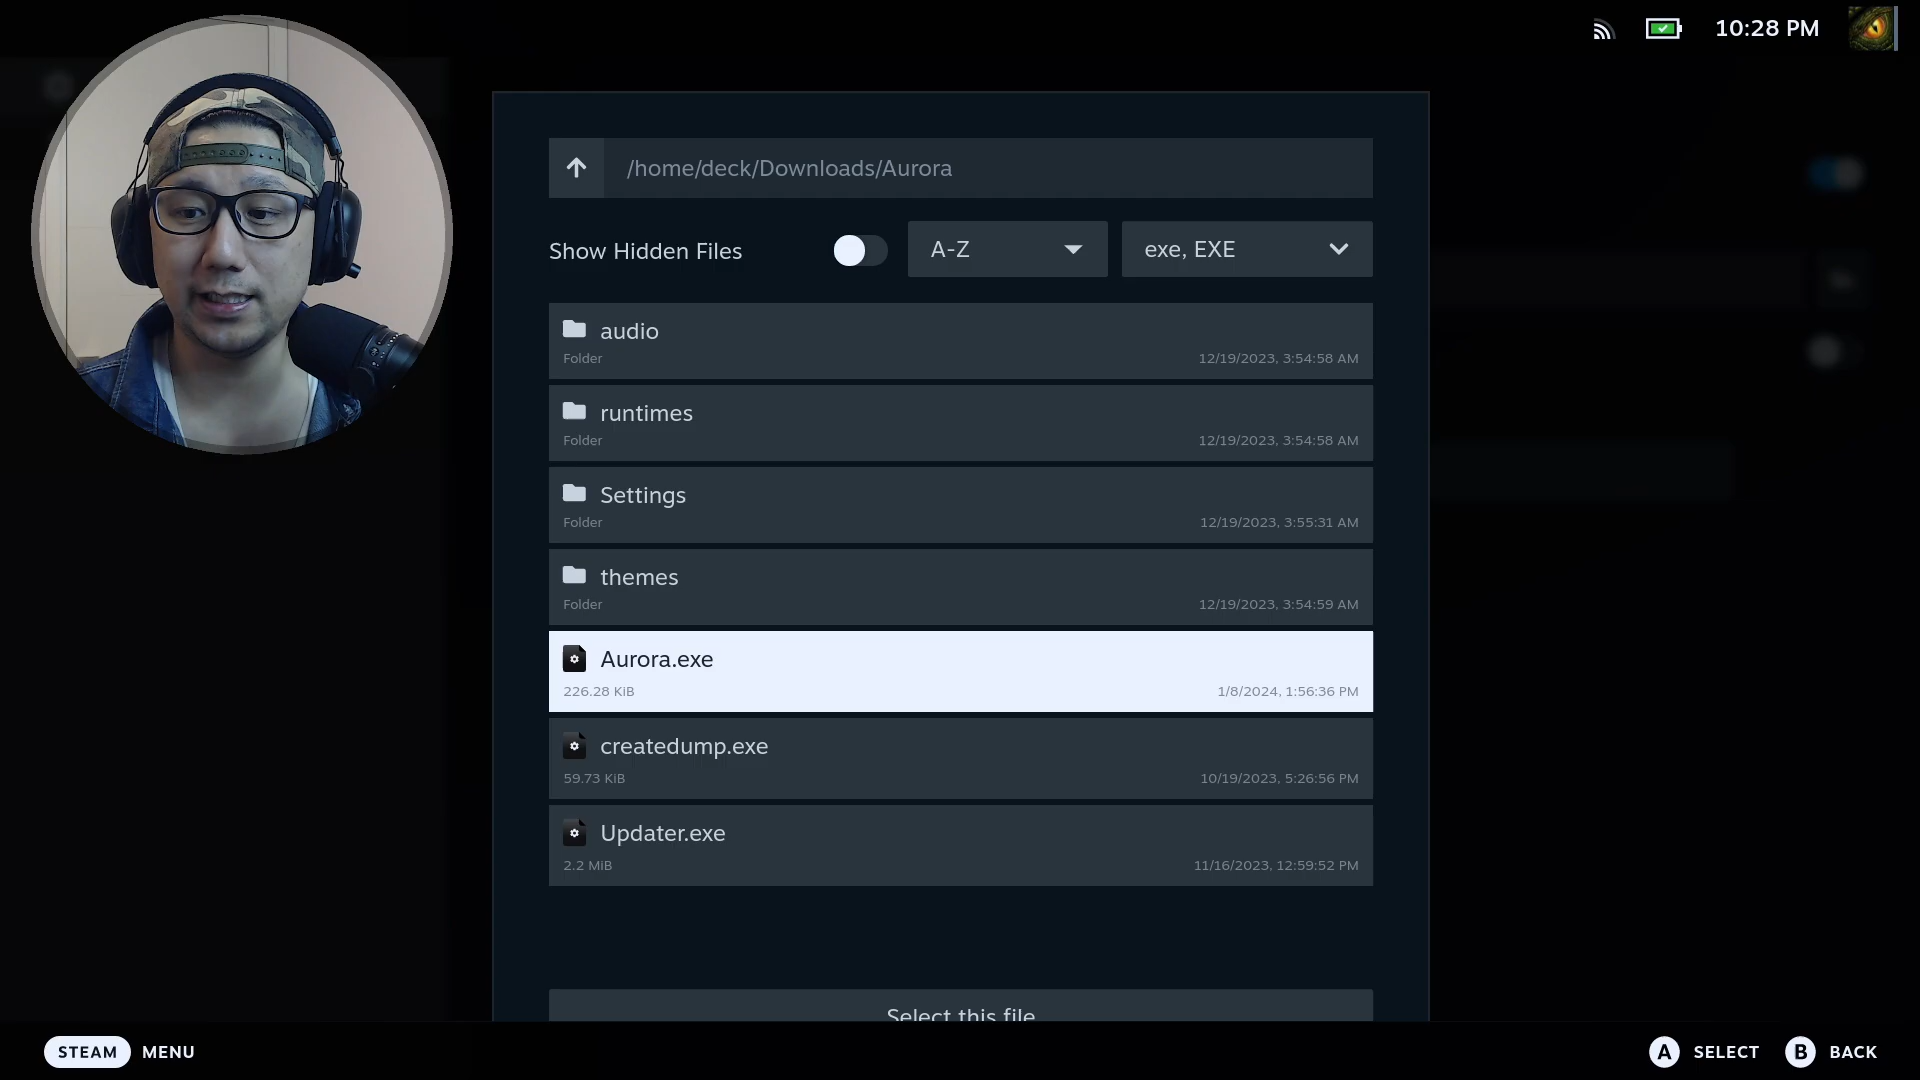 10:28 PM
/home/deck/Downloads/Aurora
Show Hidden Files
A-Z
exe, EXE
audio
Folder
12/19/2023, 3:54:58 AM
runtimes
Folder
12/19/2023, 3:54:58 AM
Settings
Folder
12/19/2023, 3:55:31 AM
themes
Folder
12/19/2023, 3:54:59 AM
Aurora.exe
226.28 KiB
1/8/2024, 1:56:36 PM
createdump.exe
59.73 KiB
10/19/2023, 5:26:56 PM
Updater.exe
2.2 MiB
11/16/2023, 12:59:52 PM
Select this file
STEAM MENU
A SELECT B BACK